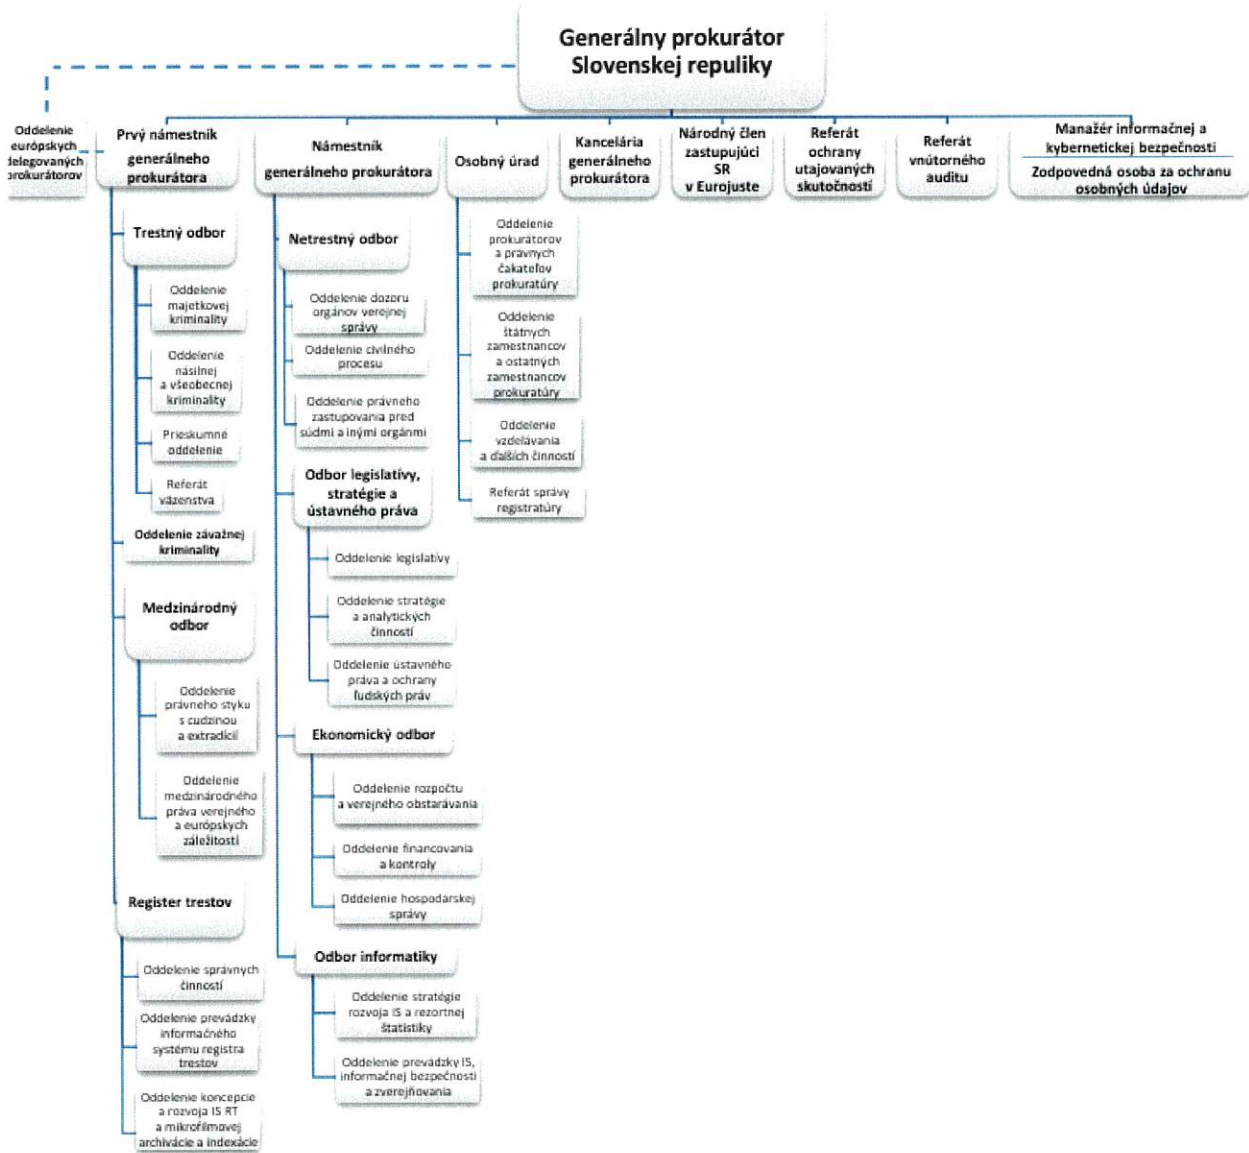 Generálny prokurátor
Slovenskej repuliky
Oddelenie
európskych
delegovaných
prokurátorov
Prvý námestník
generálneho
prokurátora
Námestník
generálneho prokurátora
Osobný úrad
Kancelária
generálneho
prokurátora
Národný člen
zastupujúci
SR
v Eurojuste
Referát
ochrany
utajovaných
skutočností
Referát
vnútorného
auditu
Manažér informačnej a
kybernetickej bezpečnosti
Zodpovedná osoba za ochranu
osobných údajov
Trestný odbor
Oddelenie
majetkovej
kriminality
Oddelenie
násilnej
a všeobecnej
kriminality
Prieskumné
oddelenie
Referát
väzenstva
Oddelenie závažnej
kriminality
Medzinárodný
odbor
Oddelenie
právneho styku
s cudzinou
a extradícií
Oddelenie
medzinárodného
práva verejného
a európskych
záležitostí
Register trestov
Oddelenie správnych
činností
Oddelenie prevádzky
informačného
systému registra
trestov
Oddelenie koncepcie
a rozvoja IS RT
a mikrofilmovej
archivácie a indexácie
Netrestný odbor
Oddelenie dozoru
orgánov verejnej
správy
Oddelenie civilného
procesu
Oddelenie právneho
zastupovania pred
súdmi a inými orgánmi
Odbor legislatívy,
stratégie a
ústavného práva
Oddelenie legislatívy
Oddelenie stratégie
a analytických
činností
Oddelenie ústavného
práva a ochrany
ľudských práv
Ekonomický odbor
Oddelenie rozpočtu
a verejného obstarávania
Oddelenie financovania
a kontroly
Oddelenie hospodárskej
správy
Odbor informatiky
Oddelenie stratégie
rozvoja IS a rezortnej
štatistiky
Oddelenie prevádzky IS,
informačnej bezpečnosti
a zverejňovania
Oddelenie
prokurátorov
a právnych
čakateľov
prokuratúry
Oddelenie
štátnych
zamestnancov
a ostatných
zamestnancov
prokuratúry
Oddelenie
vzdelávania
a ďalších činností
Referát správy
registratúry